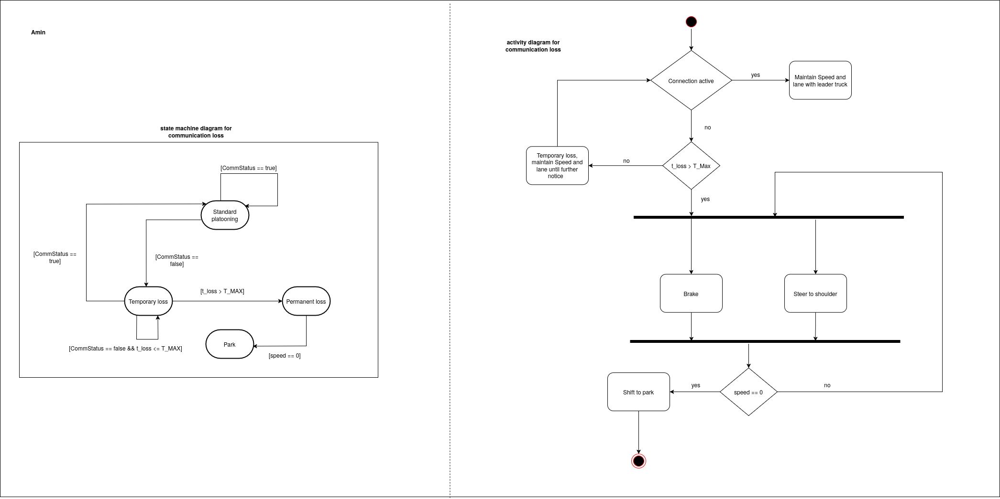 Amin
state machine diagram for
communication loss
[CommStatus == true]
Standard
platooning
[CommStatus ==
true]
[CommStatus ==
false]
[t_loss > T_MAX]
Temporary loss
Permanent loss
[CommStatus == false && t_loss <= T_MAX]
Park
[speed == 0]
activity diagram for
communication loss
Connection active
yes
Maintain Speed and
lane with leader truck
no
Temporary loss,
maintain Speed and
lane until further
notice
no
t_loss > T_Max
yes
Brake
Steer to shoulder
Shift to park
yes
speed == 0
no